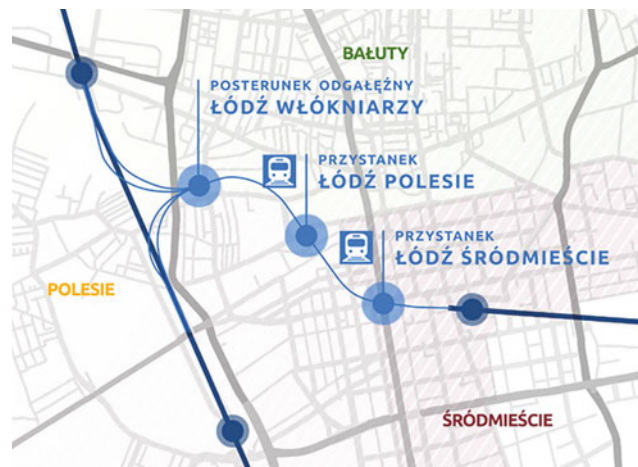 BAŁUTY
POSTERUNEK ODGAŁĘŹNY
ŁÓDŹ WŁÓKNIARZY
PRZYSTANEK
ŁÓDŹ POLESIE
PRZYSTANEK
ŁÓDŹ ŚRÓDMIEŚCIE
POLESIE
ŚRÓDMIEŚCIE